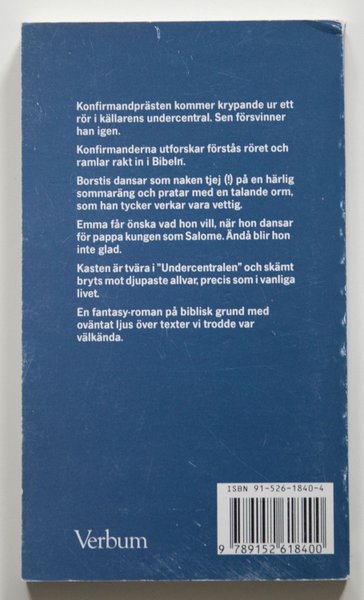 Konfirmandprästen kommer krypande ur ett
rör i källarens undercentral. Sen försvinner
han igen.
Konfirmanderna utforskar förstås röret och
ramlar rakt in i Bibeln.
Borstis dansar som naken tjej (!) på en härlig
sommaräng och pratar med en talande orm,
som han tycker verkar vara vettig.
Emma får önska vad hon vill, när hon dansar
för pappa kungen som Salome. Ändå blir hon
inte glad.
Kasten är tvära i "Undercentralen" och skämt
bryts mot djupaste allvar, precis som i vanliga
livet.
En fantasy-roman på biblisk grund med
oväntat ljus över texter vi trodde var
välkända.
ISBN 91-526-1840-4
9 789152 618400
Verbum